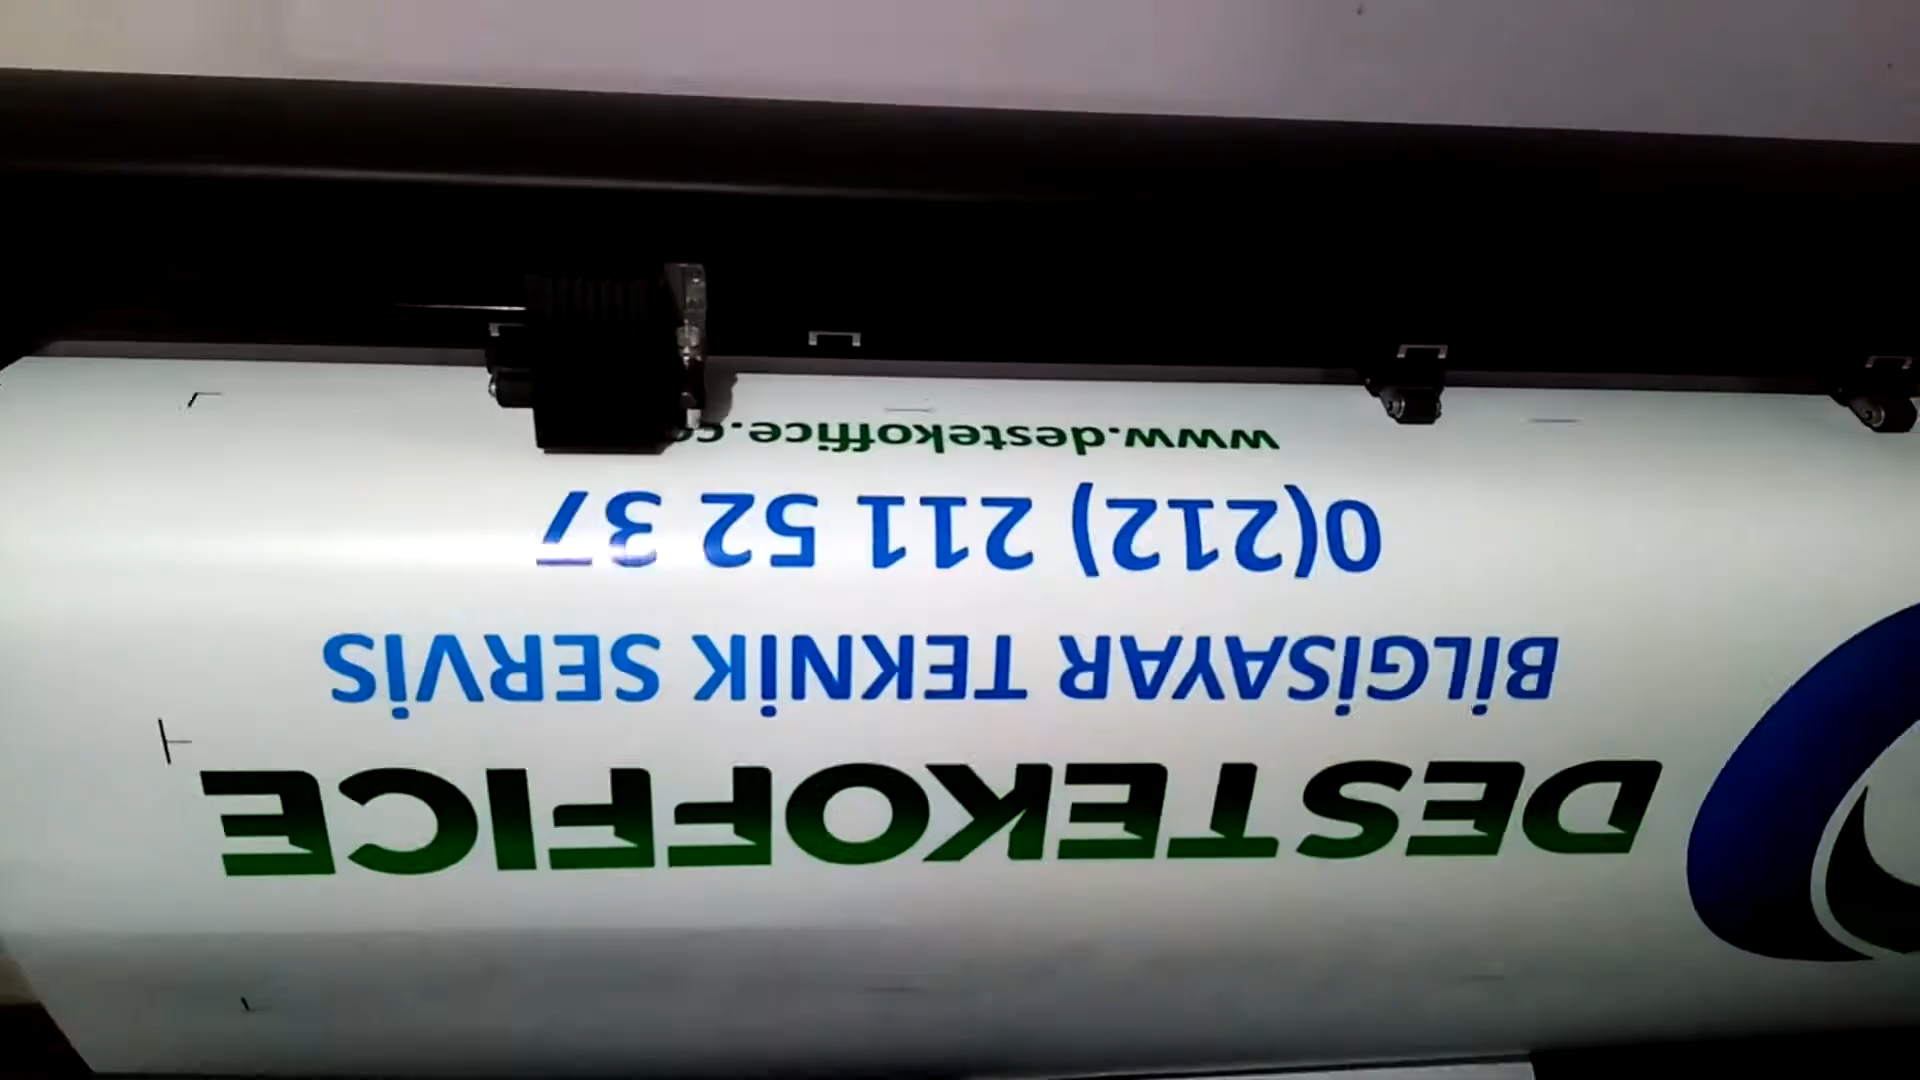 DESTEKOFFICE
BİLGİSAYAR TEKNİK SERVİS
0(212) 211 52 37
www.destekoffice.co